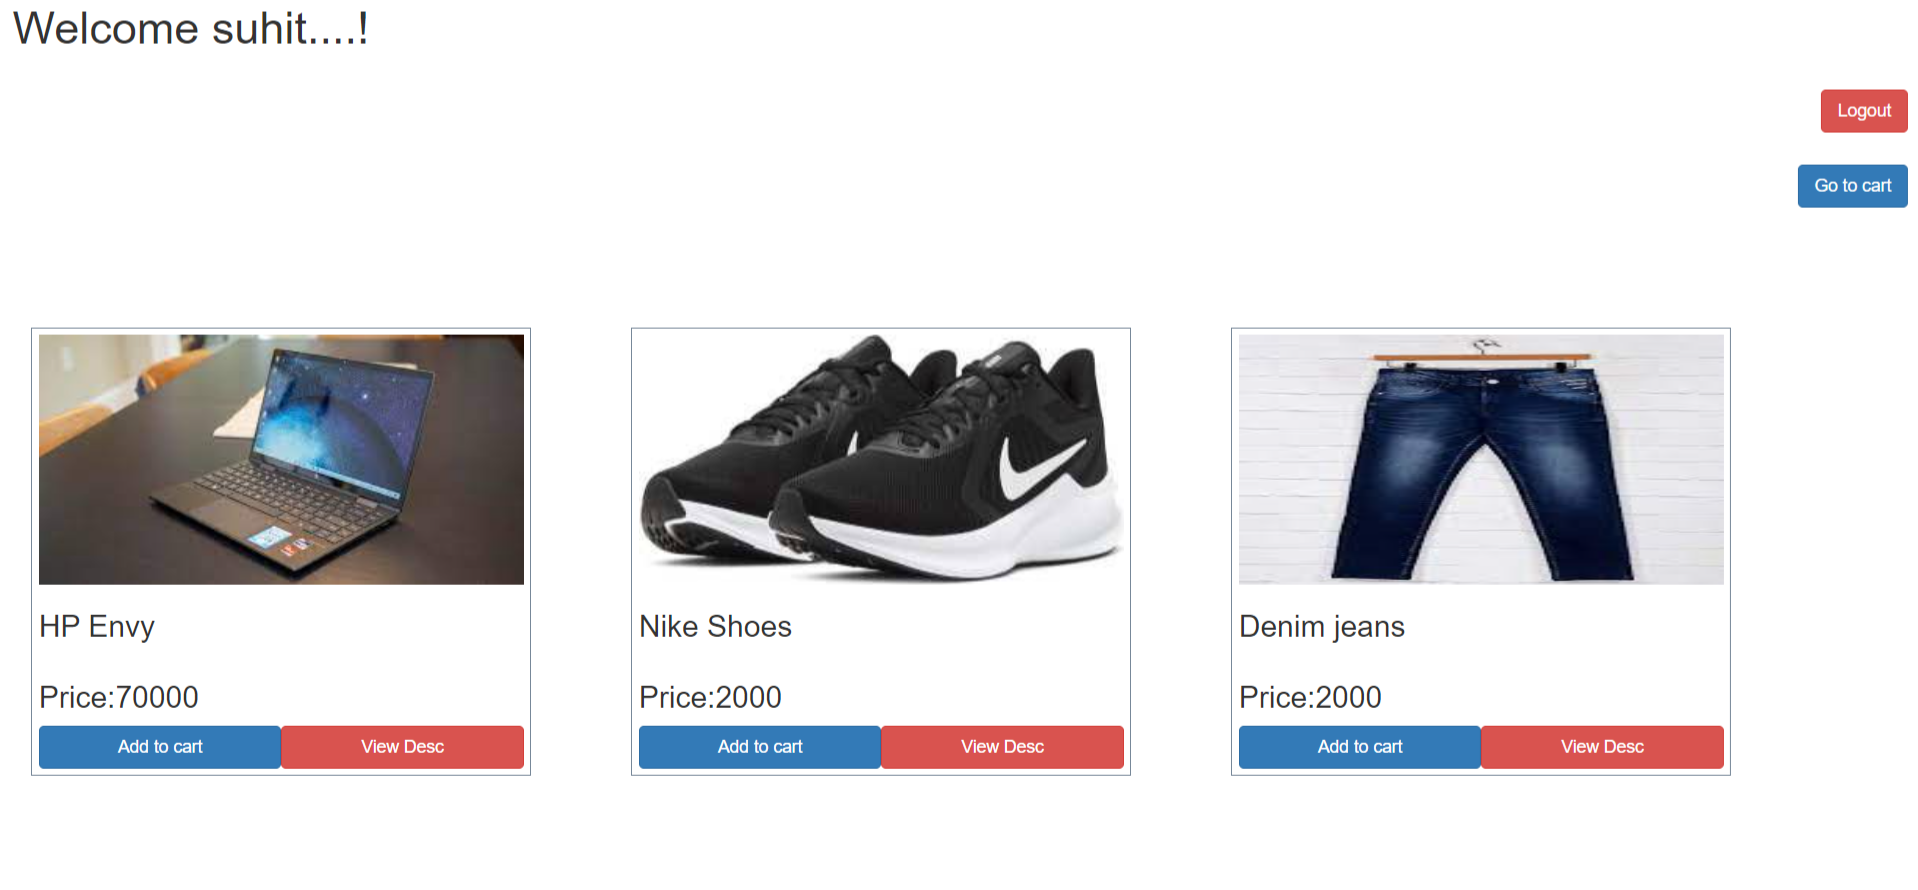 Welcome suhit....!
Logout
Go to cart
HP Envy
Price:70000
Add to cart View Desc
Nike Shoes
Price:2000
Add to cart View Desc
Denim jeans
Price:2000
Add to cart View Desc